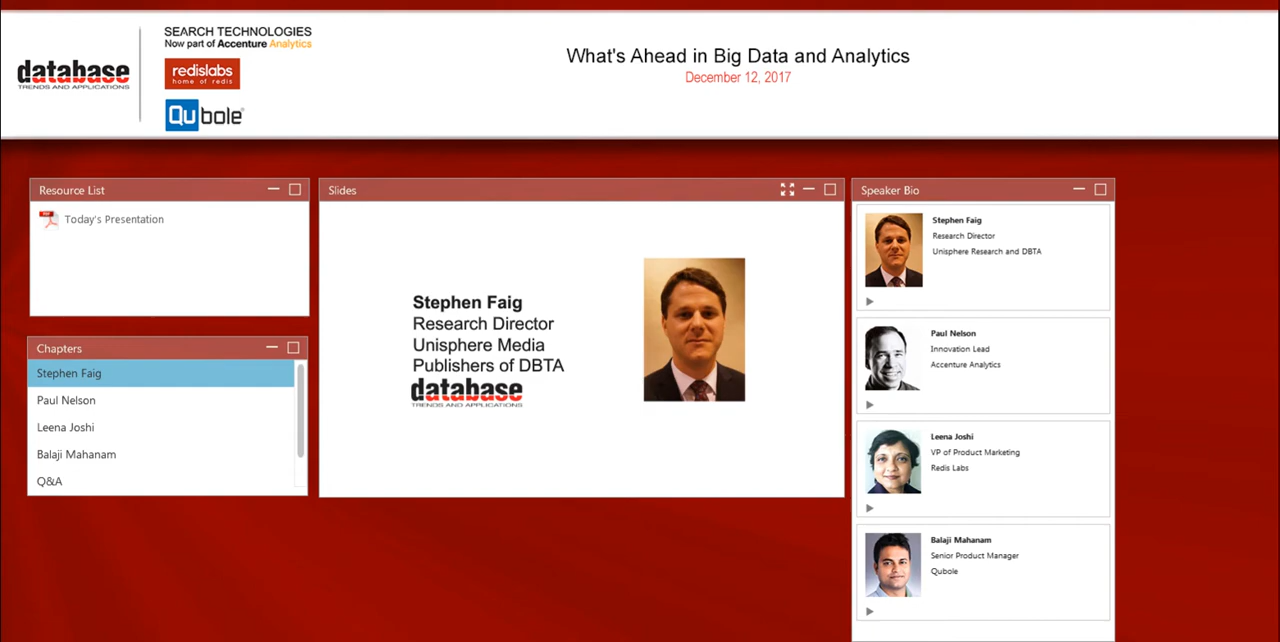 database
TRENDS AND APPLICATIONS
SEARCH TECHNOLOGIES
Now part of Accenture Analytics
redislabs
home of redis
Qubole
What's Ahead in Big Data and Analytics
December 12, 2017
Resource List
PDF
Today's Presentation
Chapters
Stephen Faig
Paul Nelson
Leena Joshi
Balaji Mahanam
Q&A
Slides
Stephen Faig
Research Director
Unisphere Media
Publishers of DBTA
database
TRENDS AND APPLICATIONS
Speaker Bio
Stephen Faig
Research Director
Unisphere Research and DBTA
Paul Nelson
Innovation Lead
Accenture Analytics
Leena Joshi
VP of Product Marketing
Redis Labs
Balaji Mahanam
Senior Product Manager
Qubole